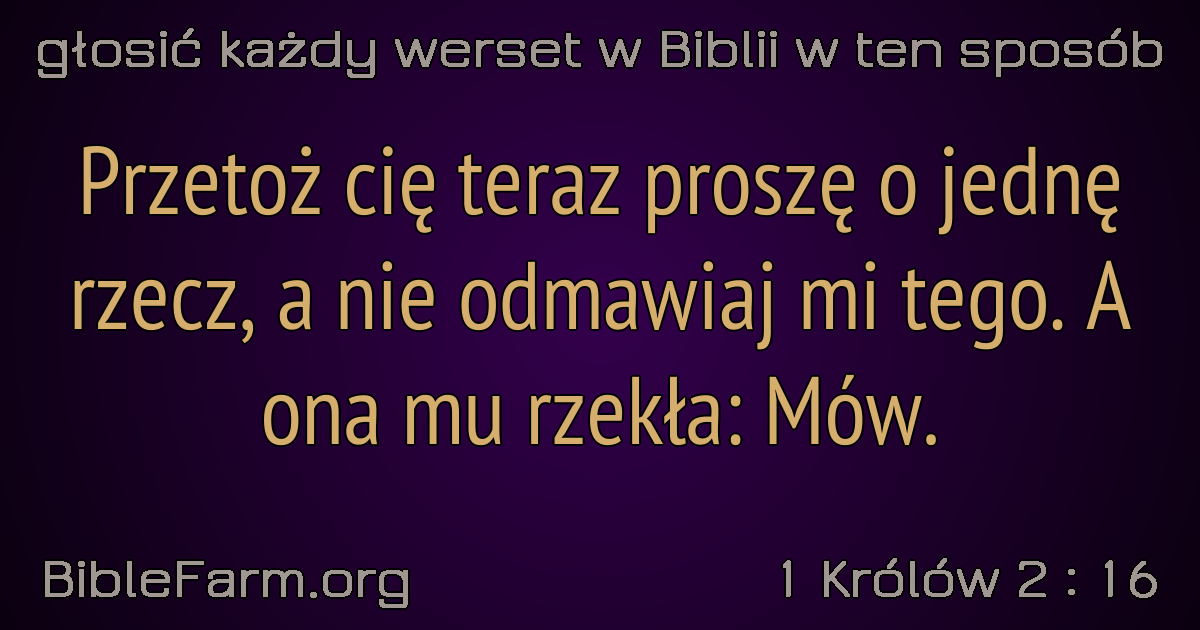 głosić każdy werset w Biblii w ten sposób
Przetoż cię teraz proszę o jednę
rzecz, a nie odmawiaj mi tego. A
ona mu rzekła: Mów.
BibleFarm.org
1 Królów 2 : 16